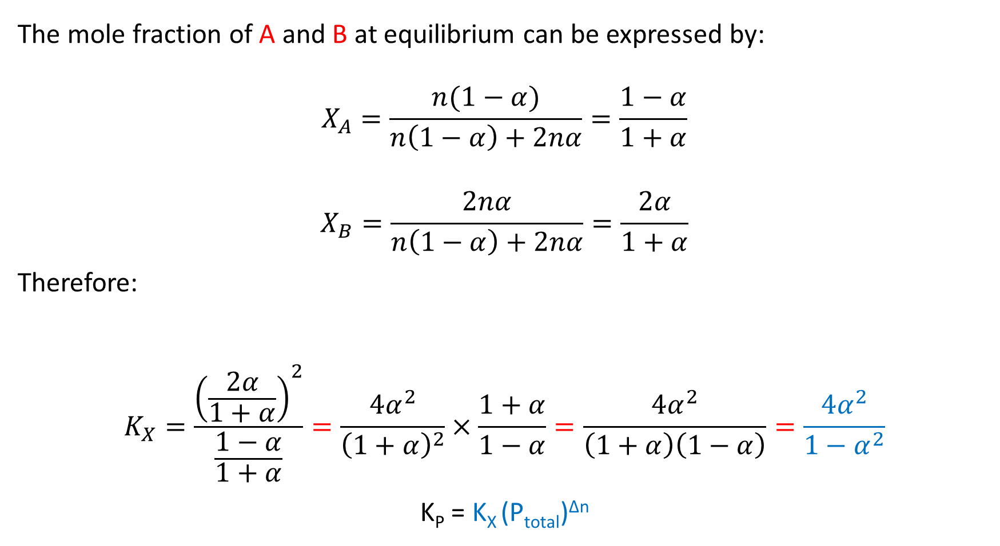 The mole fraction of A and B at equilibrium can be expressed by:
$X_A = \frac{n(1-\alpha)}{n(1-\alpha)+2n\alpha} = \frac{1-\alpha}{1+\alpha}$
$X_B = \frac{2n\alpha}{n(1-\alpha)+2n\alpha} = \frac{2\alpha}{1+\alpha}$
Therefore:
$K_X = \frac{\left(\frac{2\alpha}{1+\alpha}\right)^2}{\frac{1-\alpha}{1+\alpha}} = \frac{4\alpha^2}{(1+\alpha)^2} \times \frac{1+\alpha}{1-\alpha} = \frac{4\alpha^2}{(1+\alpha)(1-\alpha)} = \frac{4\alpha^2}{1-\alpha^2}$
$K_P = K_X (P_{total})^{\Delta n}$